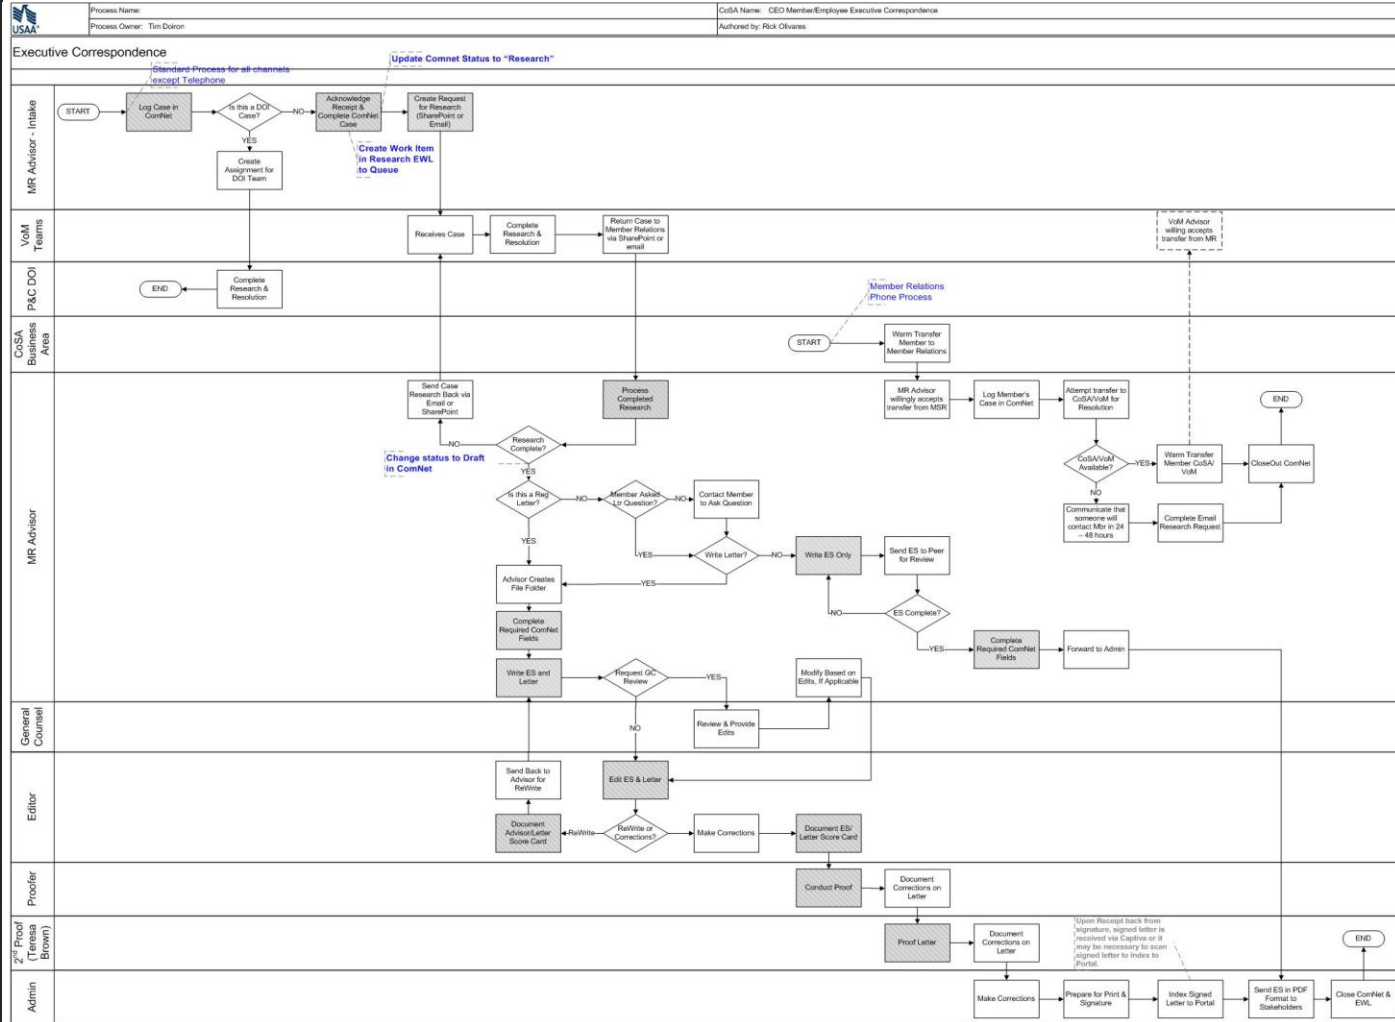 USAA®
Process Name:
CoSA Name: CEO Member/Employee Executive Correspondence
Process Owner: Tim Doiron
Authored by: Rick Olivares
Executive Correspondence
Standard Process for all channels
except Telephone
Update Comnet Status to "Research"
MR Advisor - Intake
START
Log Case in
ComNet
Is this a DOI
Case?
NO
Acknowledge
Receipt &
Complete ComNet
Case
Create Request
for Research
(SharePoint or
Email)
YES
Create Work Item
in Research EWL
to Queue
Create
Assignment for
DOI Team
VoM
Teams
Receives Case
Complete
Research &
Resolution
Return Case to
Member Relations
via SharePoint or
email
VoM Advisor
willing accepts
transfer from MR
P&C DOI
END
Complete
Research &
Resolution
Member Relations
Phone Process
CoSA
Business
Area
START
Warm Transfer
Member to
Member Relations
MR Advisor
Send Case
Research Back via
Email or
SharePoint
Process
Completed
Research
MR Advisor
willingly accepts
transfer from MSR
Log Member's
Case in ComNet
Attempt transfer to
CoSA/VoM for
Resolution
END
NO
Research
Complete?
Change status to Draft
in ComNet
YES
CoSA/VoM
Available?
YES
Warm Transfer
Member CoSA/
VoM
CloseOut ComNet
NO
Is this a Reg
Letter?
NO
Member Asked
Ltr Question?
NO
Contact Member
to Ask Question
Communicate that
someone will
contact Mbr in 24
– 48 hours
Complete Email
Research Request
YES
YES
Write Letter?
NO
Write ES Only
Send ES to Peer
for Review
Advisor Creates
File Folder
YES
NO
ES Complete?
Complete
Required ComNet
Fields
YES
Complete
Required ComNet
Fields
Forward to Admin
Write ES and
Letter
Request GC
Review
YES
Modify Based on
Edits, If Applicable
General
Counsel
NO
Review & Provide
Edits
Editor
Send Back to
Advisor for
ReWrite
Edit ES & Letter
Document
Advisor/Letter
Score Card
ReWrite
ReWrite or
Corrections?
Make Corrections
Document ES/
Letter Score Card
Proofer
Conduct Proof
Document
Corrections on
Letter
2nd Proof
(Teresa
Brown)
Proof Letter
Document
Corrections on
Letter
Upon Receipt back from
signature, signed letter is
received via Captiva or it
may be necessary to scan
signed letter to index to
Portal.
END
Admin
Make Corrections
Prepare for Print &
Signature
Index Signed
Letter to Portal
Send ES in PDF
Format to
Stakeholders
Close ComNet &
EWL